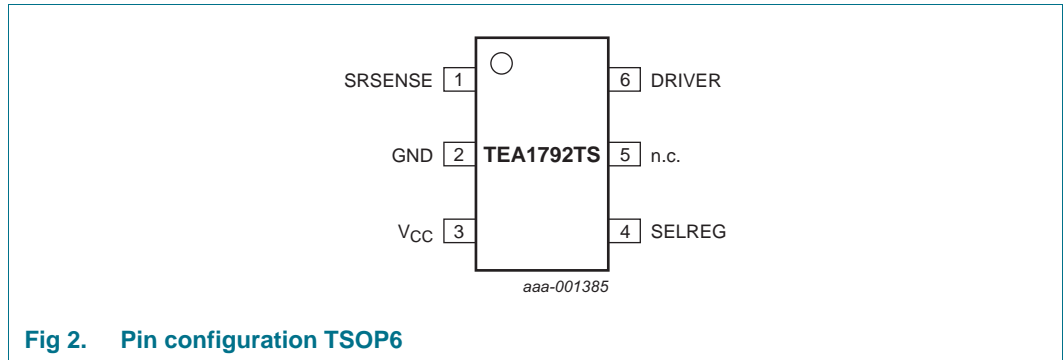 SRSENSE 1 6 DRIVER
GND 2 TEA1792TS 5 n.c.
VCC 3 4 SELREG
aaa-001385
Fig 2. Pin configuration TSOP6